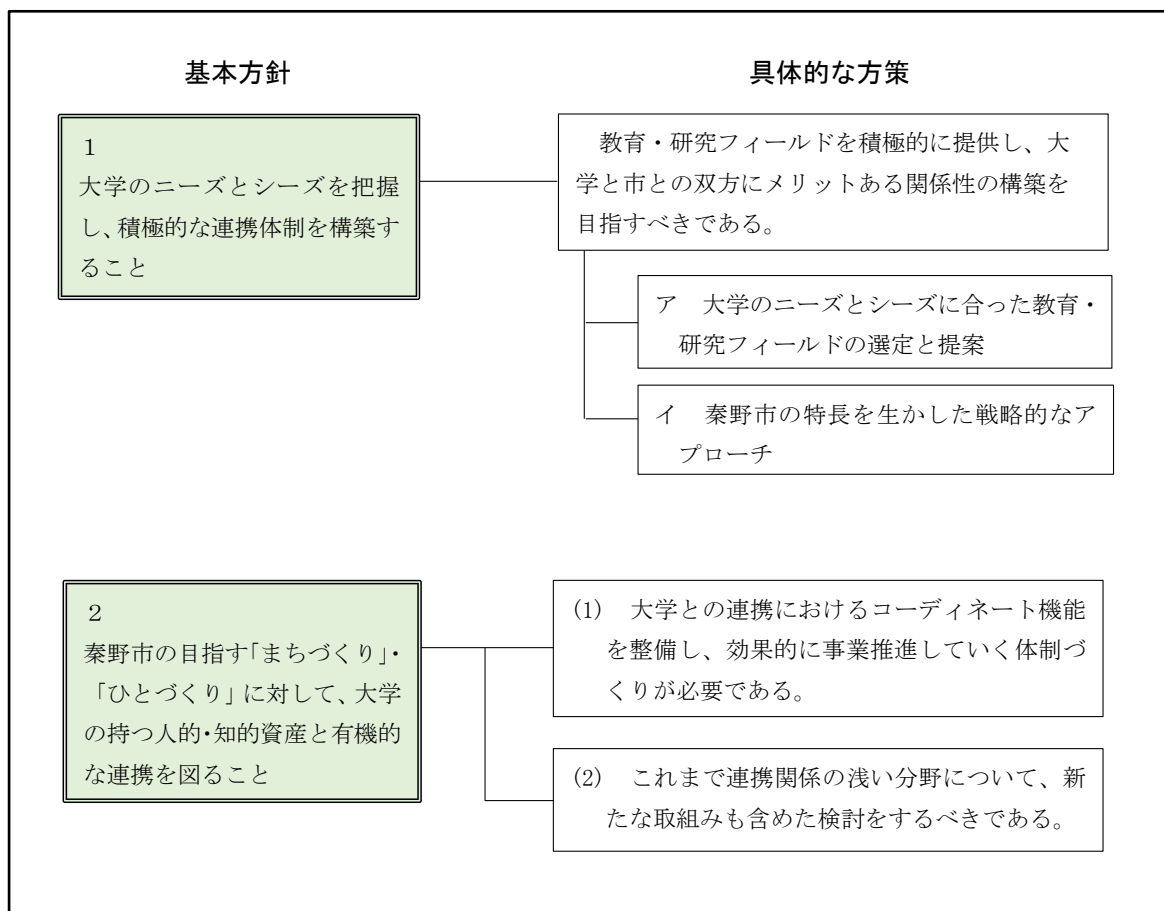 基本方針
具体的な方策
1
大学のニーズとシーズを把握
し、積極的な連携体制を構築す
ること
教育・研究フィールドを積極的に提供し、大
学と市との双方にメリットある関係性の構築を
目指すべきである。
ア　大学のニーズとシーズに合った教育・
研究フィールドの選定と提案
イ　秦野市の特長を生かした戦略的なア
プローチ
2
秦野市の目指す「まちづくり」・
「ひとづくり」に対して、大学
の持つ人的・知的資産と有機的
な連携を図ること
(1)　大学との連携におけるコーディネート機能
を整備し、効果的に事業推進していく体制づ
くりが必要である。
(2)　これまで連携関係の浅い分野について、新
たな取組みも含めた検討をするべきである。